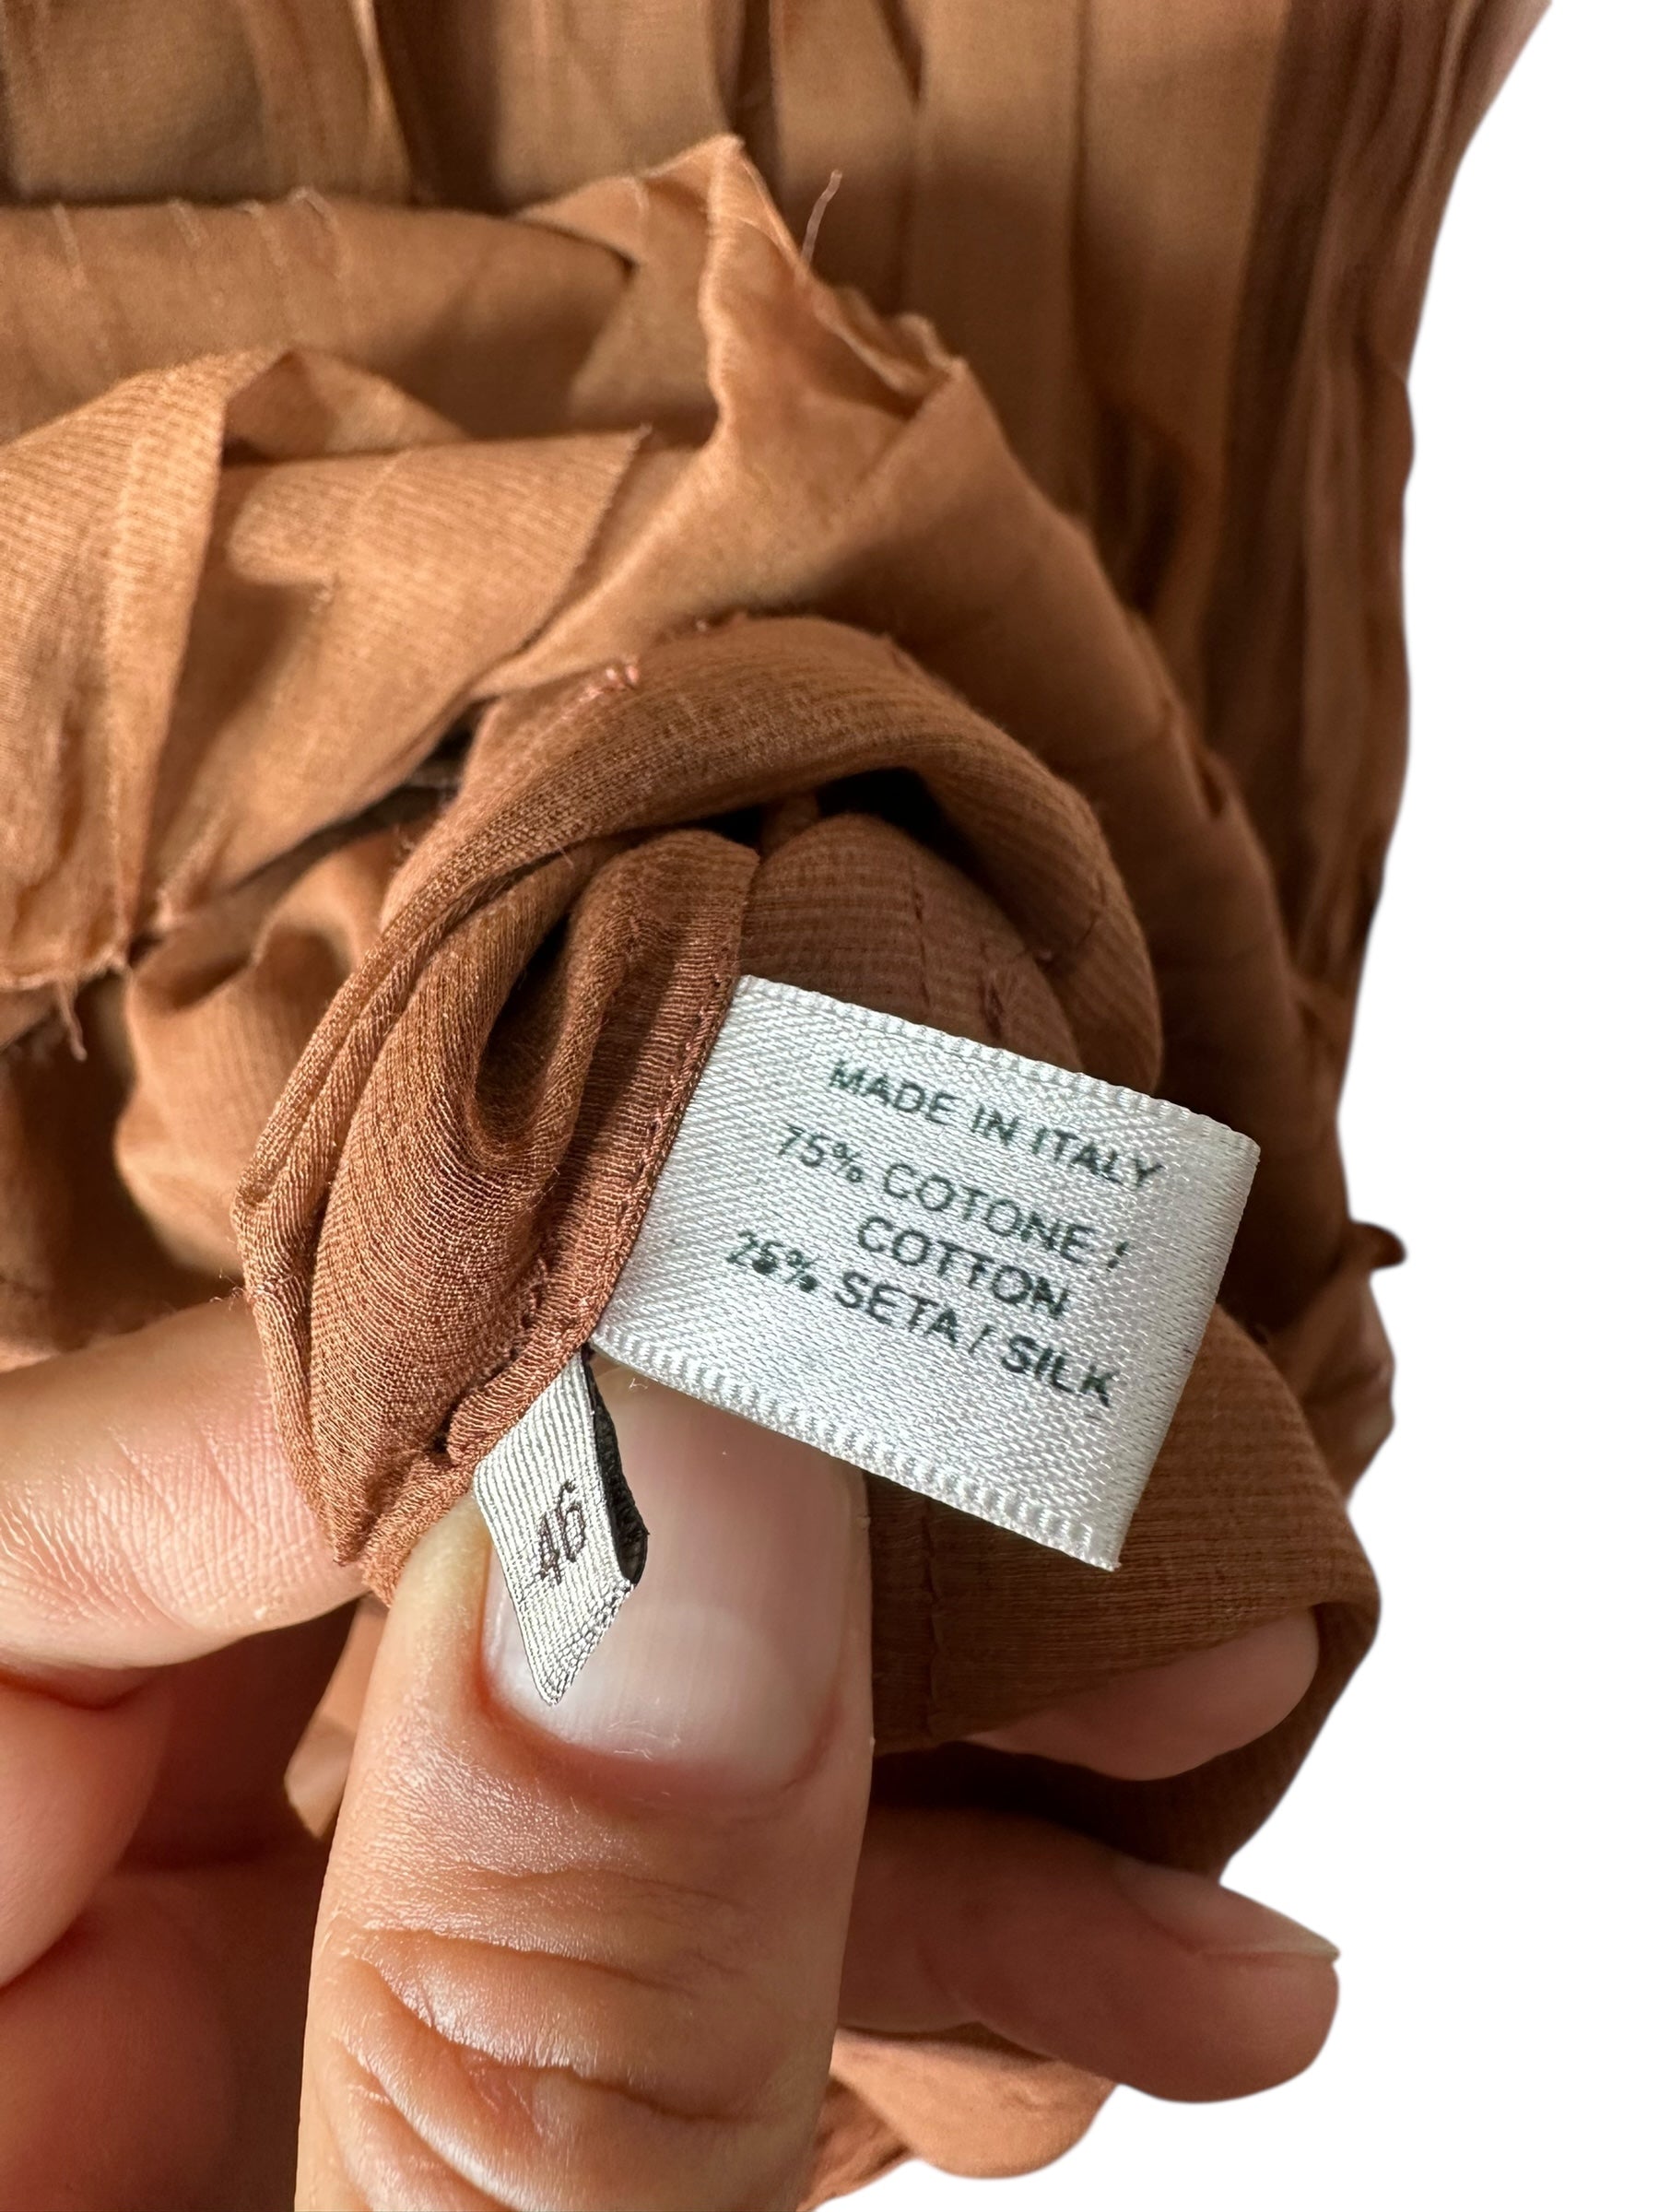 MADE IN ITALY
75% COTONE /
COTTON
25% SETA / SILK
46